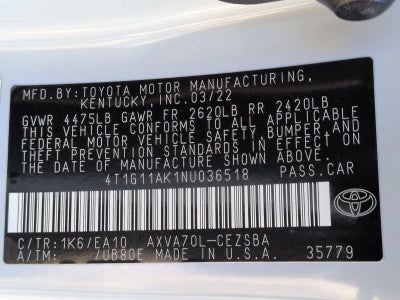 MFD. BY: TOYOTA MOTOR MANUFACTURING,
KENTUCKY, INC. 03/22
GVWR 4475LB GAWR FR 2620LB RR 2420LB
THIS VEHICLE CONFORMS TO ALL APPLICABLE
FEDERAL MOTOR VEHICLE SAFETY, BUMPER, AND
THEFT PREVENTION STANDARDS IN EFFECT ON
THE DATE OF MANUFACTURE SHOWN ABOVE.
4T1G11AK1NU036518 PASS.CAR
C/TR:1K6/EA10 AXVA70L-CEZSBA
A/TM: /UB80E MADE IN U.S.A. 35779
TOYOTA